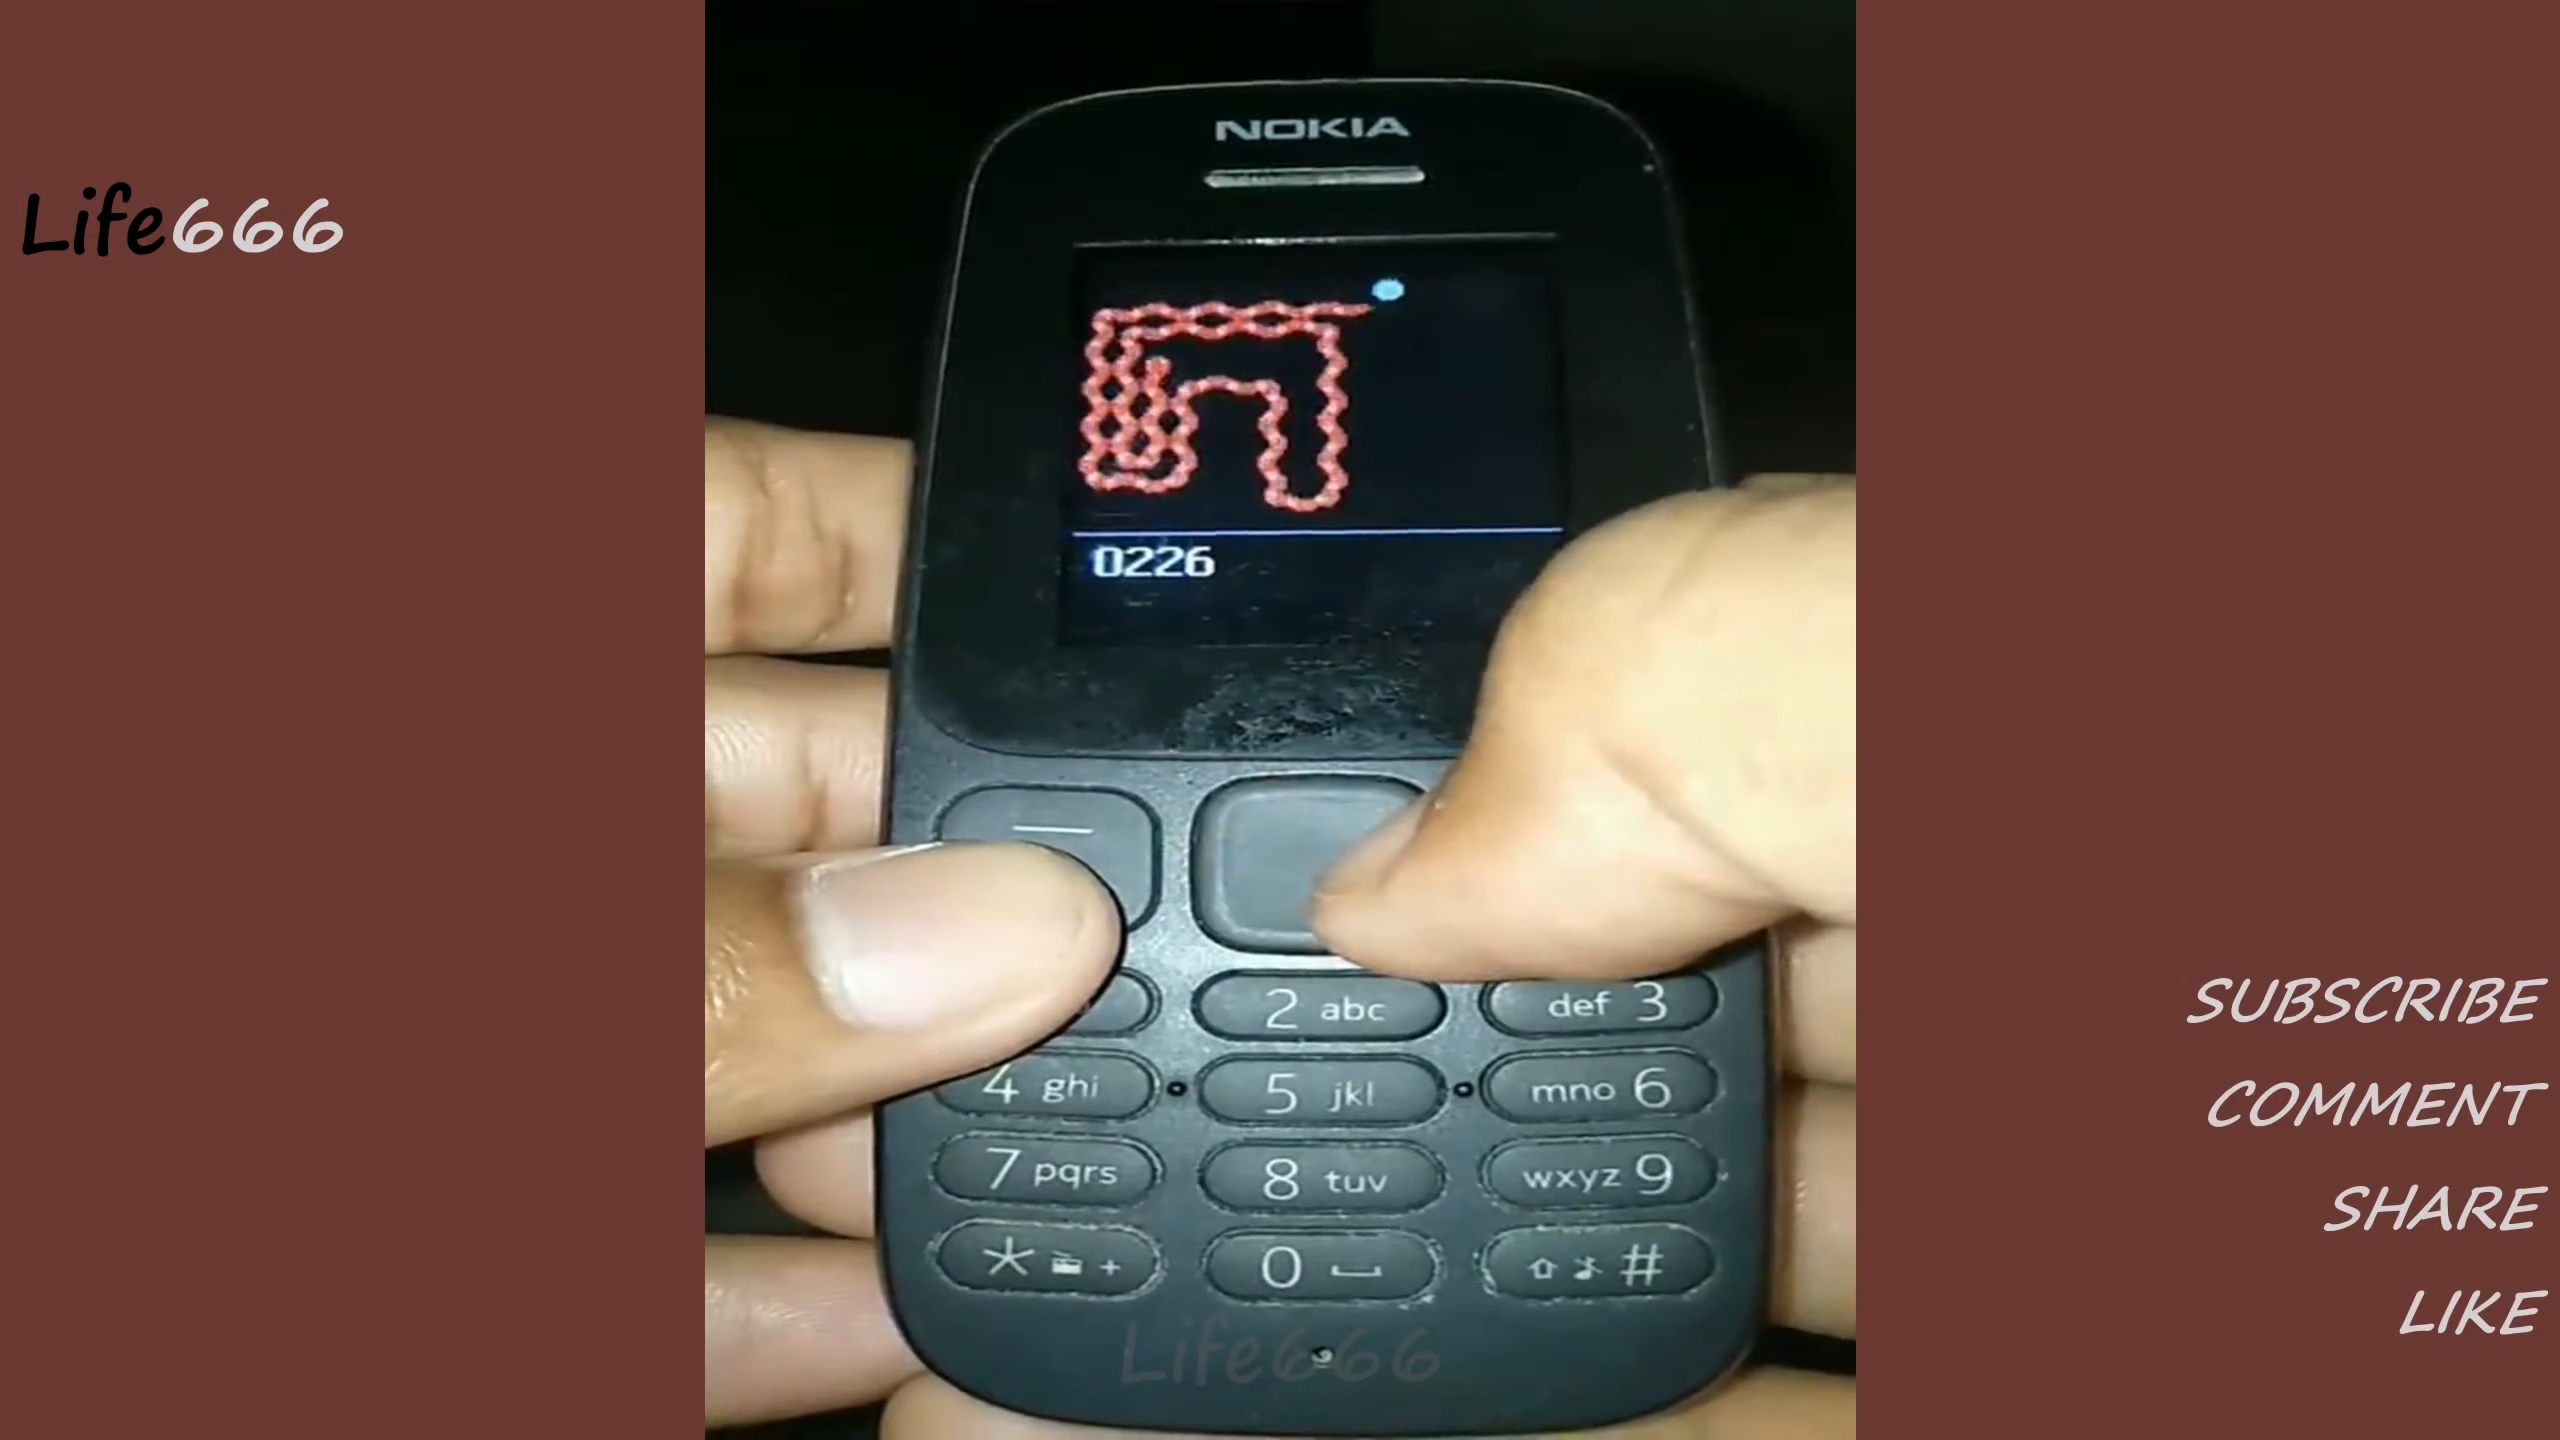 Life666
NOKIA
0226
2 abc
def 3
4 ghi
5 jkl
mno 6
7 pqrs
8 tuv
wxyz 9
* +
0
#
Life666
SUBSCRIBE
COMMENT
SHARE
LIKE